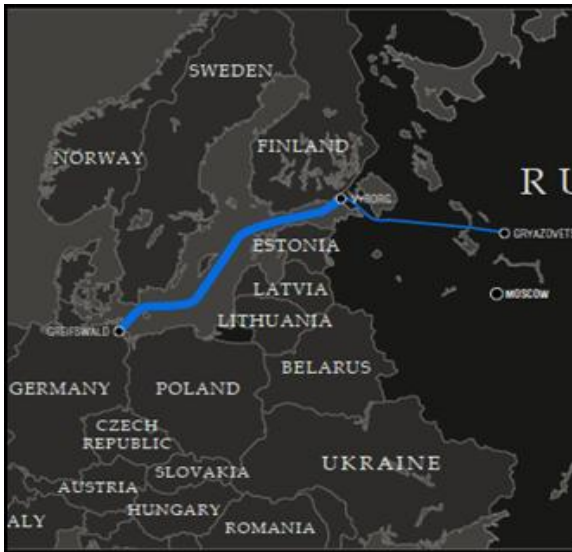 SWEDEN
FINLAND
NORWAY
RU
VYBORG
GRYAZOVETS
ESTONIA
LATVIA
MOSCOW
LITHUANIA
GREIFSWALD
BELARUS
GERMANY
POLAND
CZECH
REPUBLIC
UKRAINE
SLOVAKIA
AUSTRIA
HUNGARY
ALY
ROMANIA